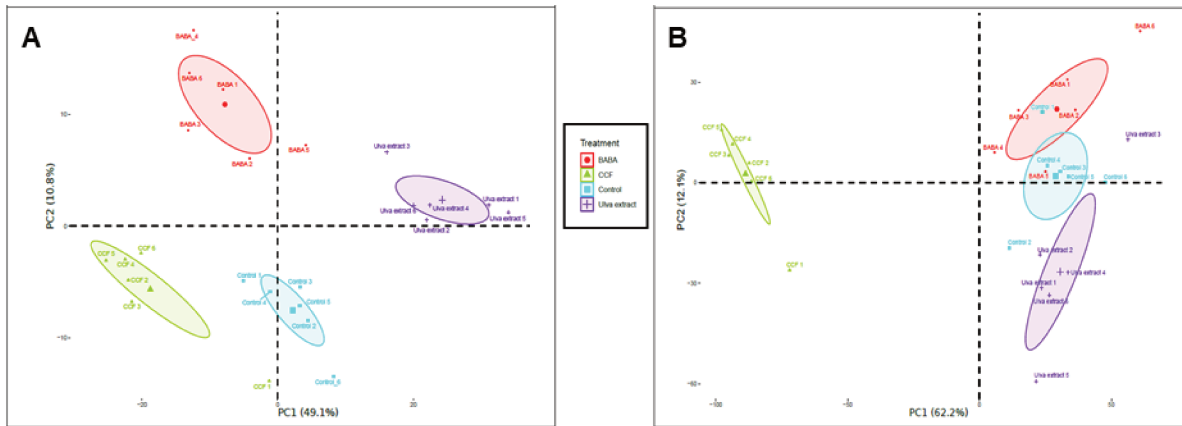 A
BABA_4
BABA 6
BABA 1
BABA 3
BABA 2
BABA 5
Ulva extract 3
Ulva extract 1
Ulva extract 6
Ulva extract 4
Ulva extract 5
Ulva extract 2
CCF 6
CCF 5
CCF 4
CCF 2
CCF 3
CCF 1
Control 1
Control 3
Control 4
Control 5
Control 2
Control_6
10
0
−10
−20
0
20
PC2 (10.8%)
PC1 (49.1%)
Treatment
BABA
CCF
Control
Ulva extract
B
BABA 6
BABA 1
BABA 3
Control 1
BABA 2
Ulva extract 3
BABA 4
Control 4
Control 3
BABA 5
Control 5
Control 6
CCF 5
CCF 4
CCF 3
CCF 2
CCF 6
CCF 1
Control 2
Ulva extract 2
Ulva extract 4
Ulva extract 1
Ulva extract 6
Ulva extract 5
30
0
−30
−60
−100
−50
0
50
PC2 (12.1%)
PC1 (62.2%)